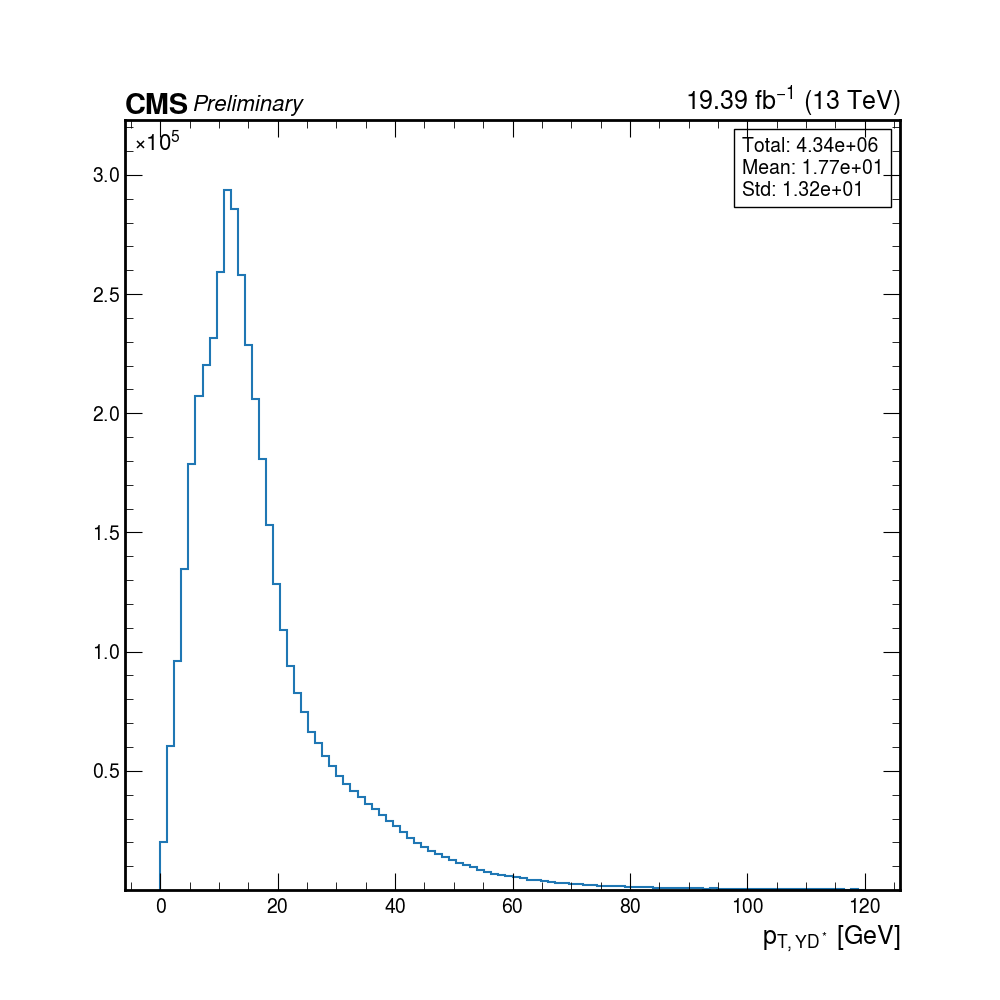 CMS Preliminary
19.39 fb⁻¹ (13 TeV)
×10⁵
Total: 4.34e+06
Mean: 1.77e+01
Std: 1.32e+01
3.0
2.5
2.0
1.5
1.0
0.5
0 20 40 60 80 100 120
p_{T, YD*} [GeV]